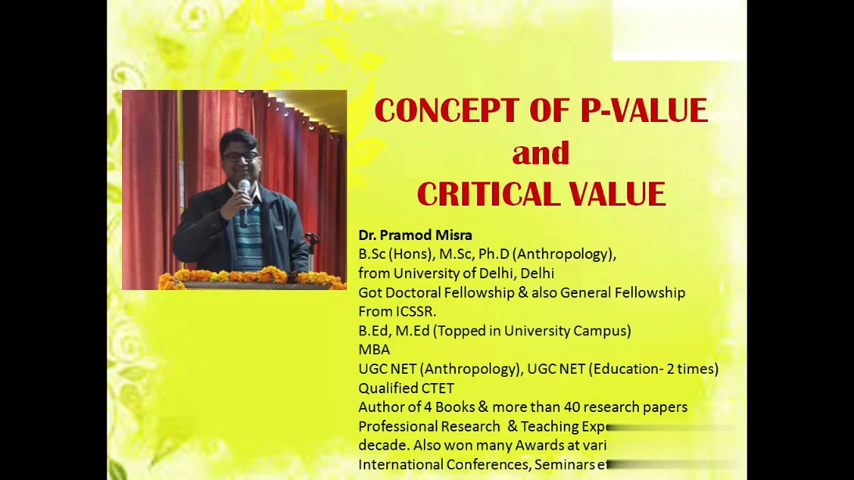 CONCEPT OF P-VALUE
and
CRITICAL VALUE
Dr. Pramod Misra
B.Sc (Hons), M.Sc, Ph.D (Anthropology),
from University of Delhi, Delhi
Got Doctoral Fellowship & also General Fellowship
From ICSSR.
B.Ed, M.Ed (Topped in University Campus)
MBA
UGC NET (Anthropology), UGC NET (Education- 2 times)
Qualified CTET
Author of 4 Books & more than 40 research papers
Professional Research & Teaching
decade. Also won many Awards at
International Conferences, Seminars